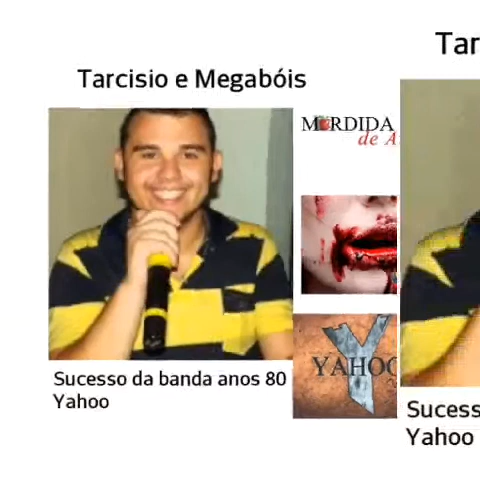 Tarcisio e Megabóis
MORDIDA
de A
YAHOO
Sucesso da banda anos 80
Yahoo
Tar
Sucess
Yahoo